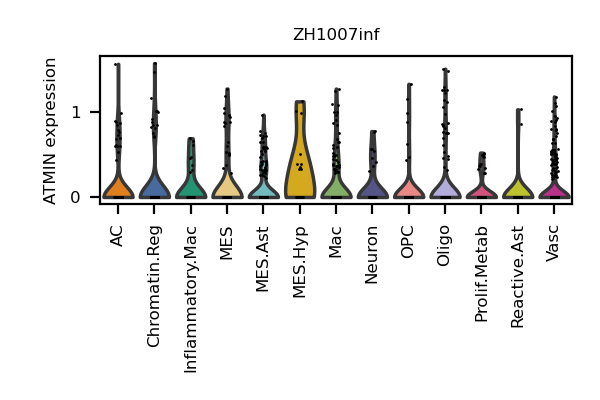 ZH1007inf
ATMIN expression
1
0
AC
Chromatin.Reg
Inflammatory.Mac
MES
MES.Ast
MES.Hyp
Mac
Neuron
OPC
Oligo
Prolif.Metab
Reactive.Ast
Vasc